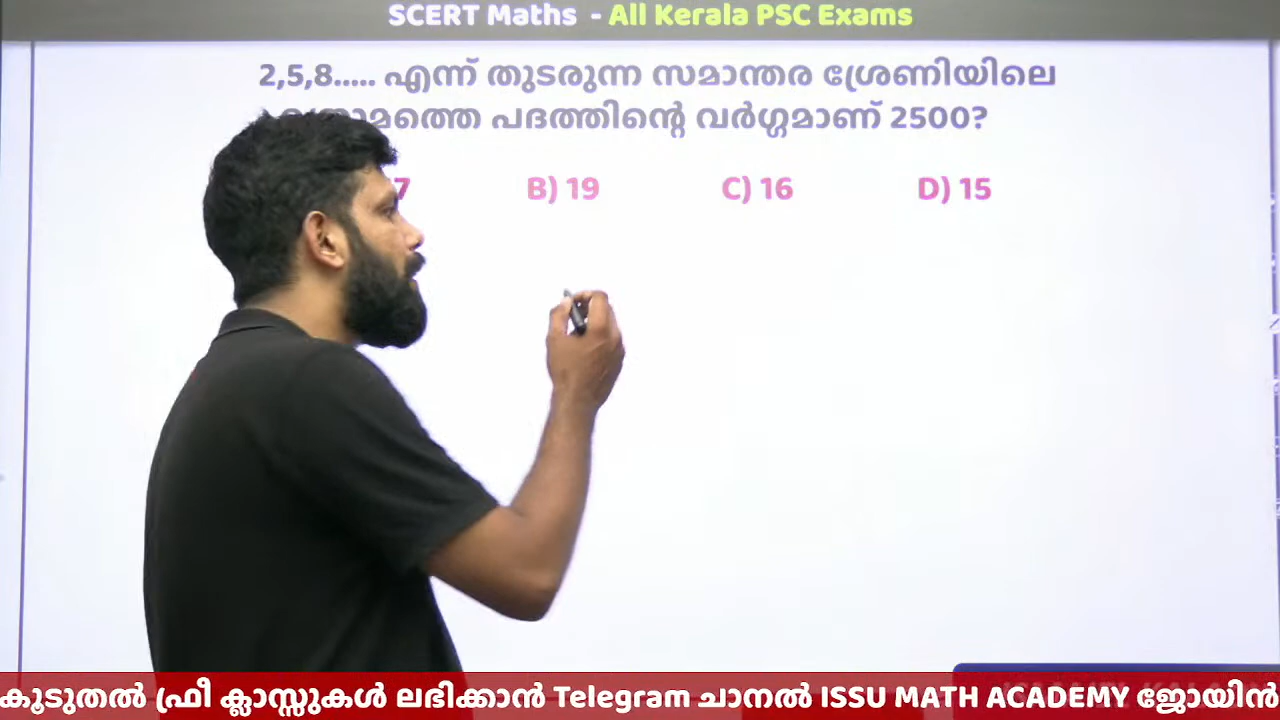 SCERT Maths - All Kerala PSC Exams
2,5,8..... എന്ന് തുടരുന്ന സമാന്തര ശ്രേണിയിലെ
പദത്തിന്റെ വർഗ്ഗമാണ് 2500?
7 B) 19 C) 16 D) 15
കൂടുതൽ ഫ്രീ ക്ലാസ്സുകൾ ലഭിക്കാൻ Telegram ചാനൽ ISSU MATH ACADEMY ജോയിൻ